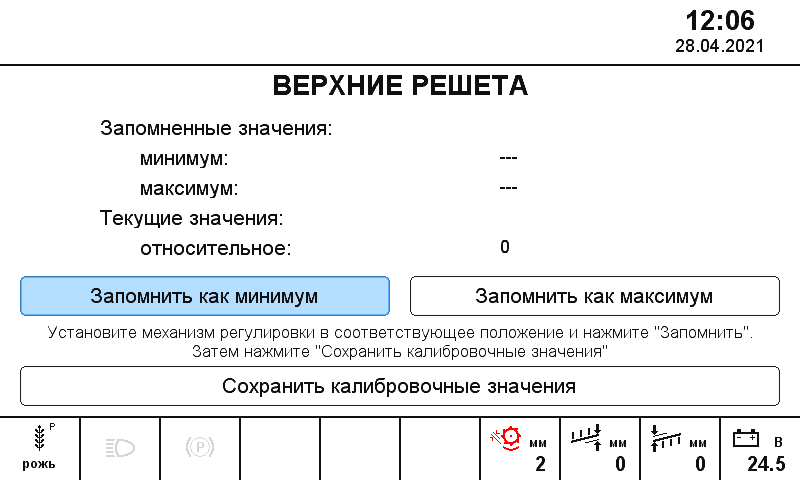 12:06
28.04.2021
ВЕРХНИЕ РЕШЕТА
Запомненные значения:
минимум: ---
максимум: ---
Текущие значения:
относительное: 0
Запомнить как минимум Запомнить как максимум
Установите механизм регулировки в соответствующее положение и нажмите "Запомнить".
Затем нажмите "Сохранить калибровочные значения"
Сохранить калибровочные значения
Р (Р) мм мм мм В
рожь 2 0 0 24.5